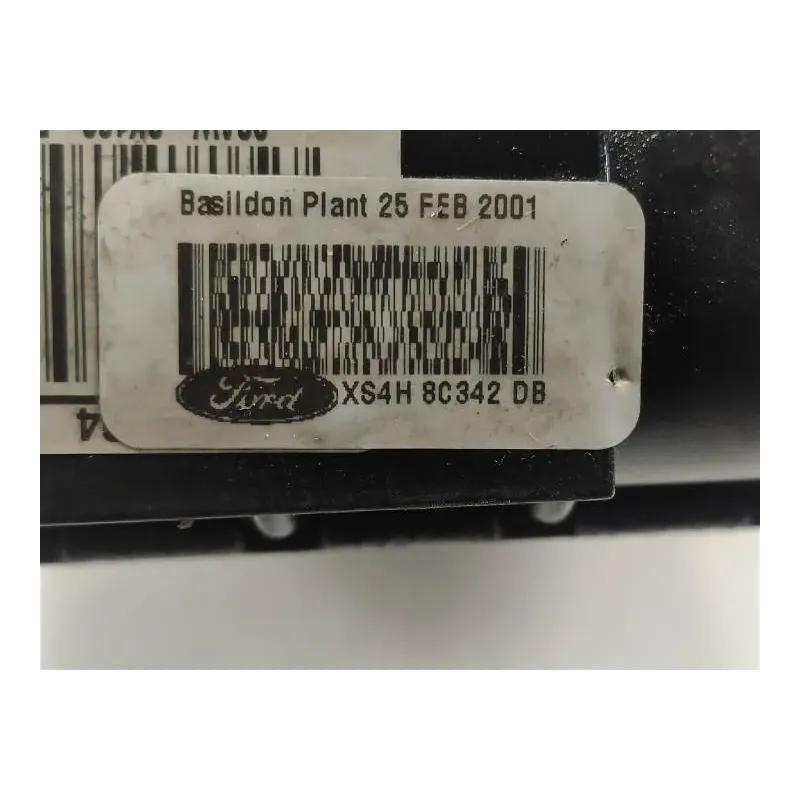 Basildon Plant 25 FEB 2001
Ford XS4H 8C342 DB